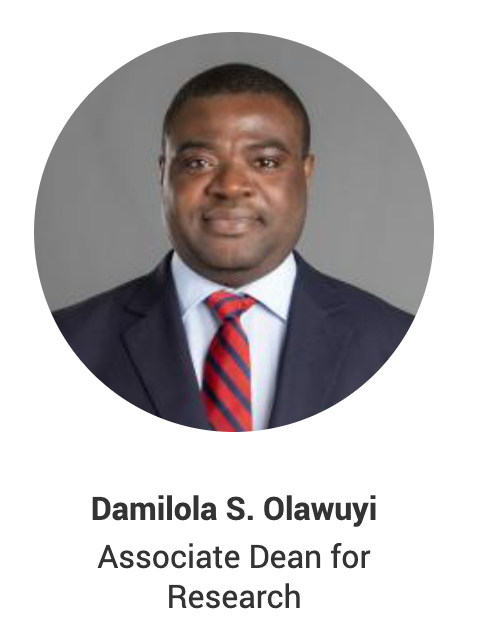 Damilola S. Olawuyi
Associate Dean for
Research